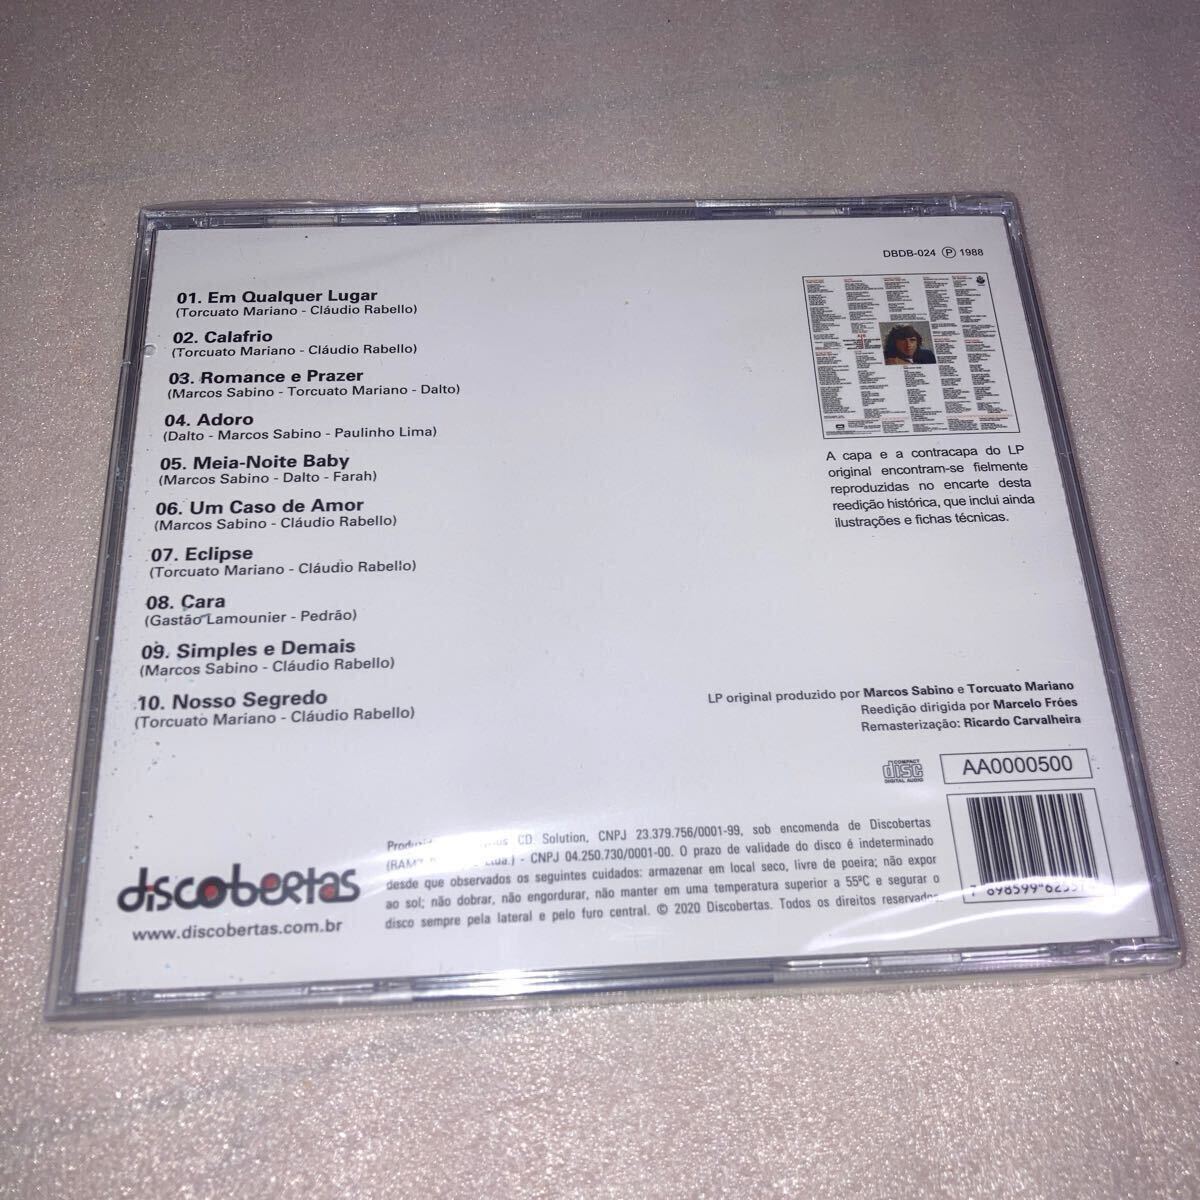 DBDB-024 Ⓟ 1988
01. Em Qualquer Lugar
(Torcuato Mariano - Cláudio Rabello)
02. Calafrio
(Torcuato Mariano - Cláudio Rabello)
03. Romance e Prazer
(Marcos Sabino - Torcuato Mariano - Dalto)
04. Adoro
(Dalto - Marcos Sabino - Paulinho Lima)
05. Meia-Noite Baby
(Marcos Sabino - Dalto - Farah)
06. Um Caso de Amor
(Marcos Sabino - Cláudio Rabello)
07. Eclipse
(Torcuato Mariano - Cláudio Rabello)
08. Cara
(Gastão Lamounier - Pedrão)
09. Simples e Demais
(Marcos Sabino - Cláudio Rabello)
10. Nosso Segredo
(Torcuato Mariano - Cláudio Rabello)
A capa e a contracapa do LP
original encontram-se fielmente
reproduzidas no encarte desta
reedição histórica, que inclui ainda
ilustrações e fichas técnicas.
LP original produzido por Marcos Sabino e Torcuato Mariano
Reedição dirigida por Marcelo Fróes
Remasterização: Ricardo Carvalheira
COMPACT
disc
DIGITAL AUDIO
AA0000500
CD Solution, CNPJ 23.379.756/0001-99, sob encomenda de Discobertas
- CNPJ 04.250.730/0001-00. O prazo de validade do disco é indeterminado
desde que observados os seguintes cuidados: armazenar em local seco, livre de poeira; não expor
ao sol; não dobrar, não engordurar, não manter em uma temperatura superior a 55ºC e segurar o
disco sempre pela lateral e pelo furo central. © 2020 Discobertas. Todos os direitos reservados.
discobertas
www.discobertas.com.br